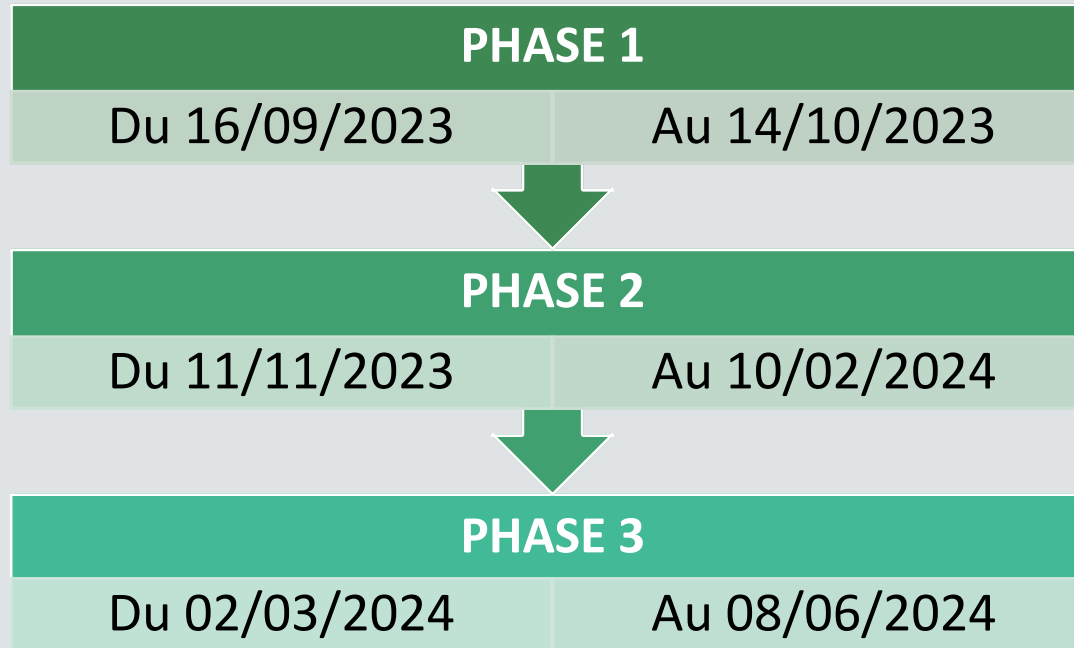 PHASE 1
Du 16/09/2023 Au 14/10/2023
PHASE 2
Du 11/11/2023 Au 10/02/2024
PHASE 3
Du 02/03/2024 Au 08/06/2024